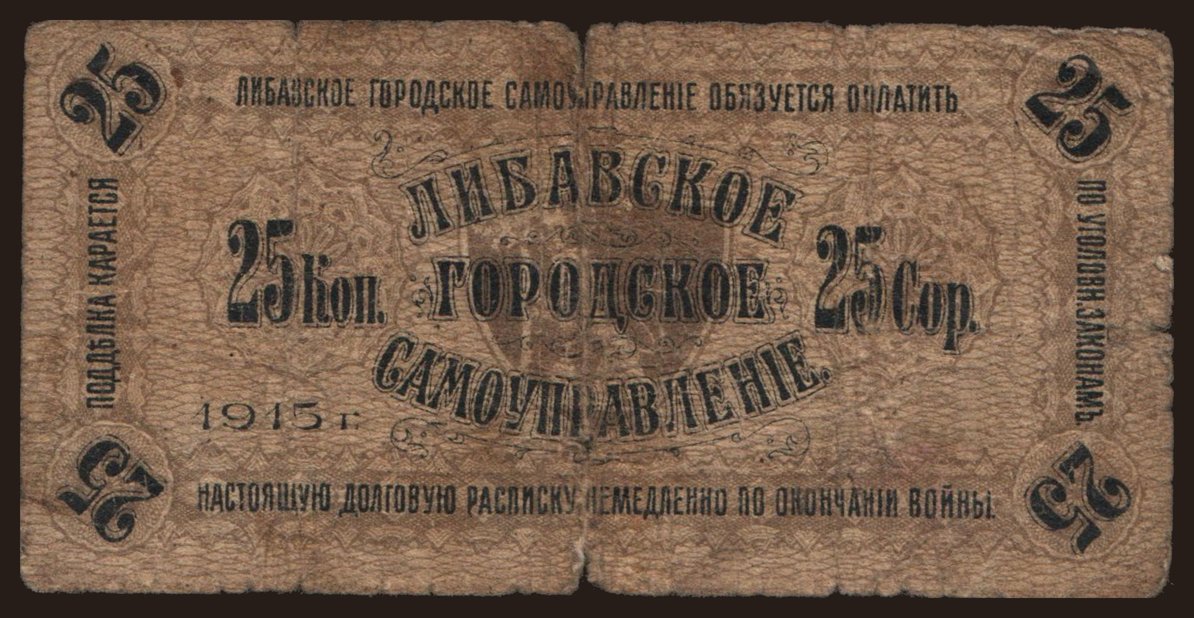 25
25
ЛИБАВСКОЕ ГОРОДСКОЕ САМОУПРАВЛЕНІЕ ОБЯЗУЕТСЯ ОПЛАТИТЬ
ПОДДѢЛКА КАРАЕТСЯ
ПО УГОЛОВН. ЗАКОНАМЪ
ЛИБАВСКОЕ
25 Коп.
ГОРОДСКОЕ
25 Cop.
САМОУПРАВЛЕНІЕ.
1915 г.
НАСТОЯЩУЮ ДОЛГОВУЮ РАСПИСКУ НЕМЕДЛЕННО ПО ОКОНЧАНІИ ВОЙНЫ.
25
25